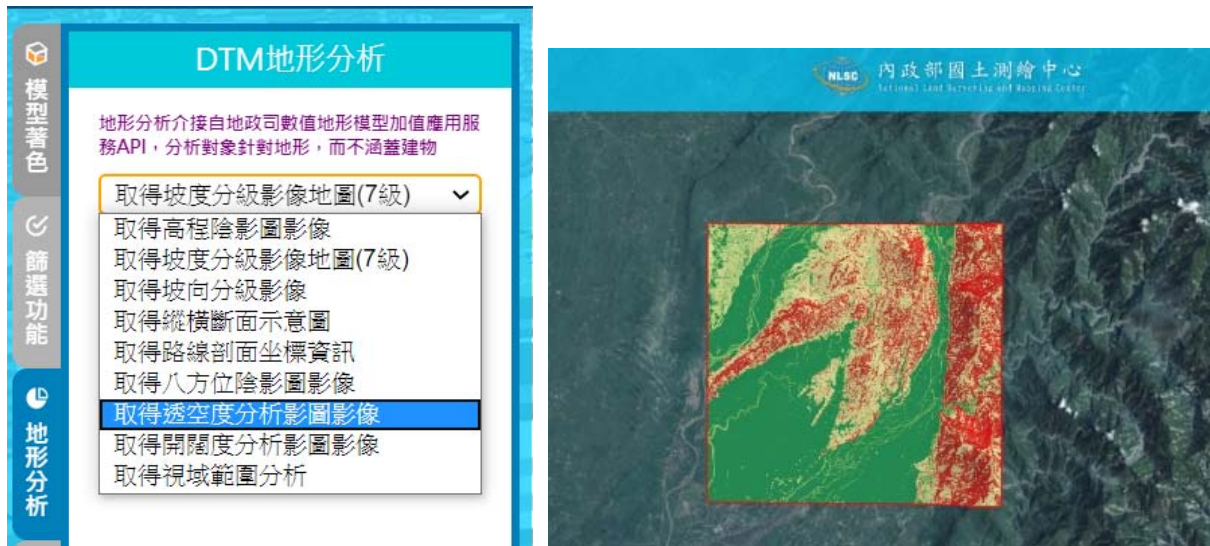 模型著色
篩選功能
地形分析
DTM地形分析
地形分析介接自地政司數值地形模型加值應用服
務API，分析對象針對地形，而不涵蓋建物
取得坡度分級影像地圖(7級)
取得高程陰影圖影像
取得坡度分級影像地圖(7級)
取得坡向分級影像
取得縱橫斷面示意圖
取得路線剖面坐標資訊
取得八方位陰影圖影像
取得透空度分析影圖影像
取得開闊度分析影圖影像
取得視域範圍分析
NLSC
內政部國土測繪中心
National Land Surveying and Mapping Center